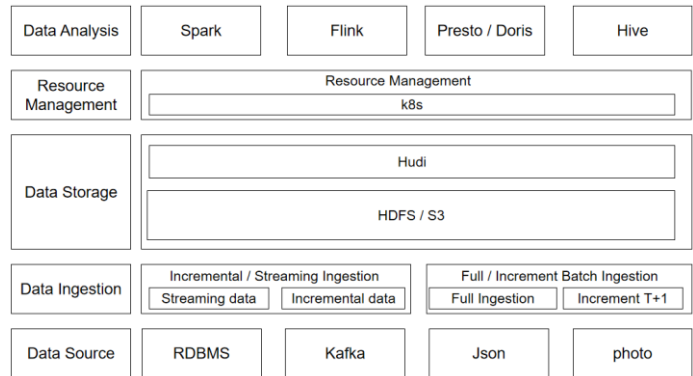 Data Analysis
Spark
Flink
Presto / Doris
Hive
Resource
Management
Resource Management
k8s
Data Storage
Hudi
HDFS / S3
Data Ingestion
Incremental / Streaming Ingestion
Streaming data
Incremental data
Full / Increment Batch Ingestion
Full Ingestion
Increment T+1
Data Source
RDBMS
Kafka
Json
photo